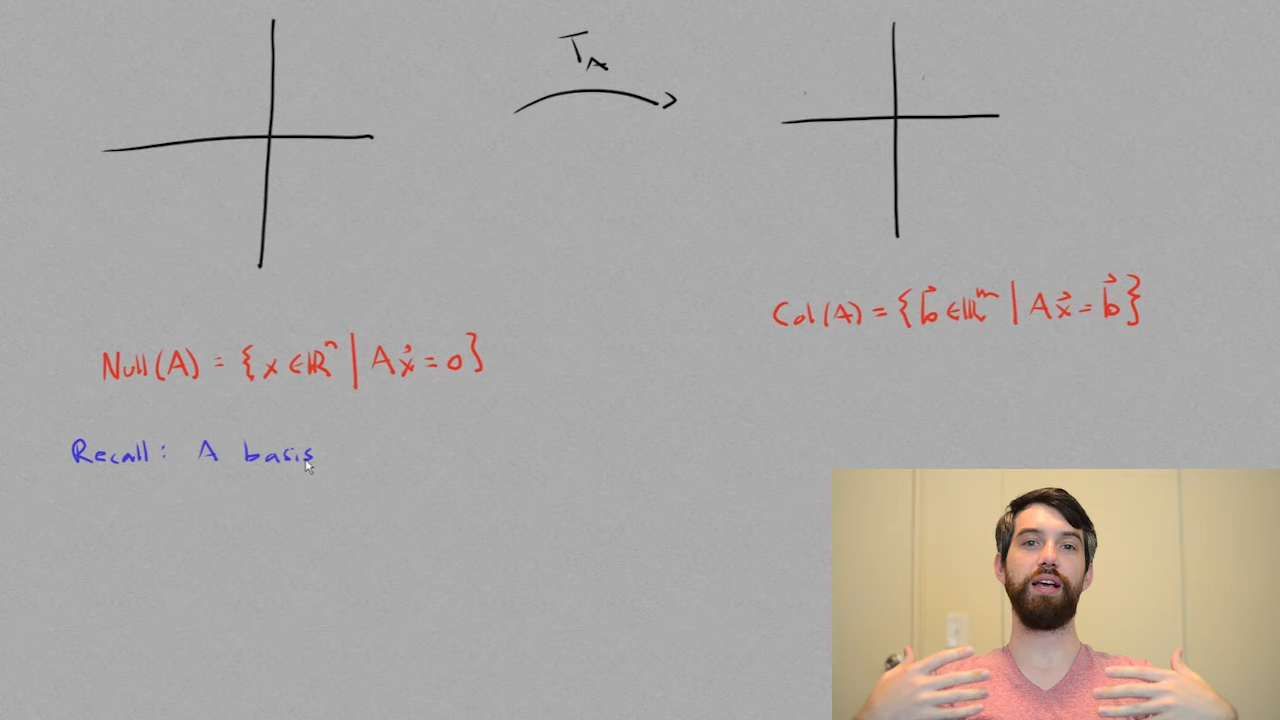 T_A
Col(A) = {b⃗ ∈ ℝ^m | Ax⃗ = b⃗}
Null(A) = {x ∈ ℝ^n | Ax⃗ = 0}
Recall: A basis